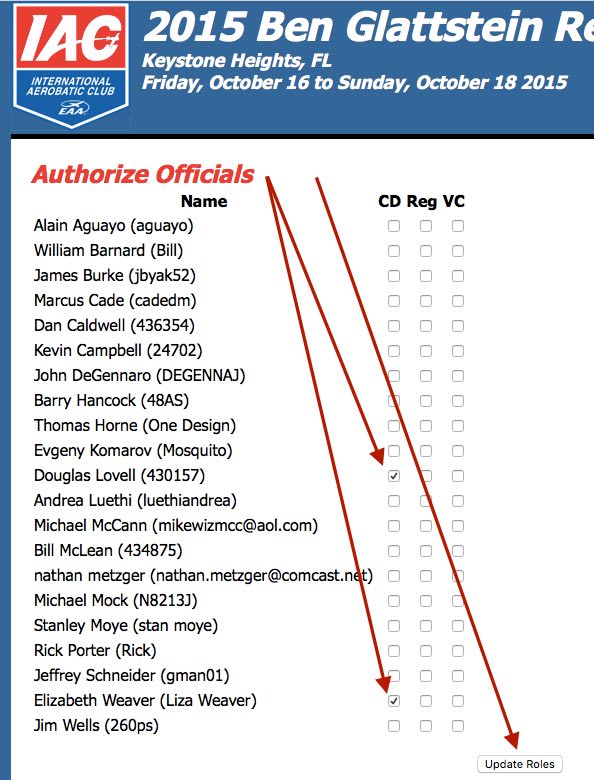 IAC
INTERNATIONAL
AEROBATIC CLUB
EAA
2015 Ben Glattstein Re
Keystone Heights, FL
Friday, October 16 to Sunday, October 18 2015
Authorize Officials
Name CD Reg VC
Alain Aguayo (aguayo)
William Barnard (Bill)
James Burke (jbyak52)
Marcus Cade (cadedm)
Dan Caldwell (436354)
Kevin Campbell (24702)
John DeGennaro (DEGENNAJ)
Barry Hancock (48AS)
Thomas Horne (One Design)
Evgeny Komarov (Mosquito)
Douglas Lovell (430157)
Andrea Luethi (luethiandrea)
Michael McCann (mikewizmcc@aol.com)
Bill McLean (434875)
nathan metzger (nathan.metzger@comcast.net)
Michael Mock (N8213J)
Stanley Moye (stan moye)
Rick Porter (Rick)
Jeffrey Schneider (gman01)
Elizabeth Weaver (Liza Weaver)
Jim Wells (260ps)
Update Roles